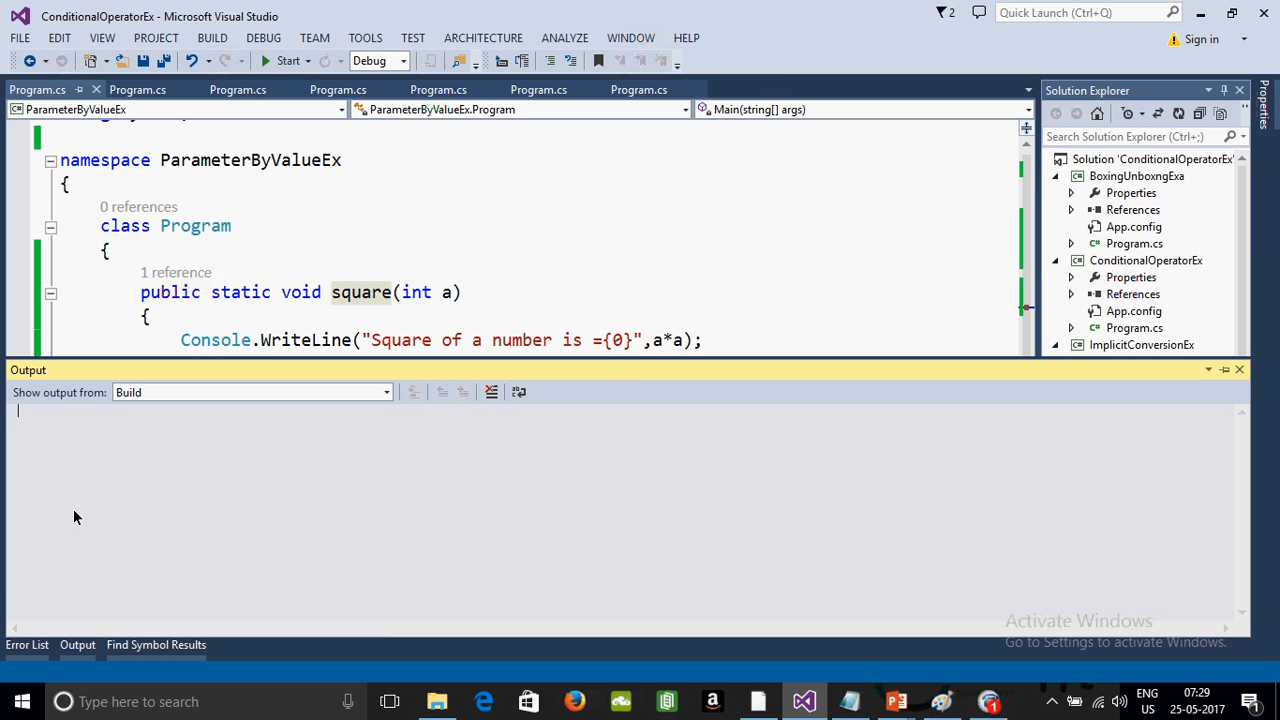 ConditionalOperatorEx - Microsoft Visual Studio
2
Quick Launch (Ctrl+Q)
FILE EDIT VIEW PROJECT BUILD DEBUG TEAM TOOLS TEST ARCHITECTURE ANALYZE WINDOW HELP
Sign in
Start Debug
Program.cs Program.cs Program.cs Program.cs Program.cs Program.cs Program.cs
ParameterByValueEx ParameterByValueEx.Program Main(string[] args)
namespace ParameterByValueEx
{
0 references
class Program
{
1 reference
public static void square(int a)
{
Console.WriteLine("Square of a number is ={0}",a*a);
Solution Explorer
Search Solution Explorer (Ctrl+;)
Solution 'ConditionalOperatorEx'
BoxingUnboxngExa
Properties
References
App.config
Program.cs
ConditionalOperatorEx
Properties
References
App.config
Program.cs
ImplicitConversionEx
Properties
Output
Show output from: Build
Activate Windows
Go to Settings to activate Windows.
Error List Output Find Symbol Results
Type here to search
ENG
US
07:29
25-05-2017